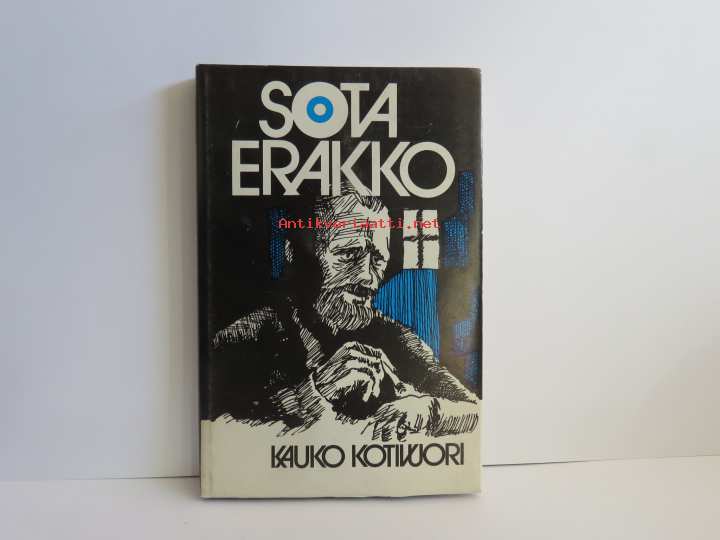 SOTA
ERAKKO
Antikvariaatti.net
KAUKO KOTIVUORI